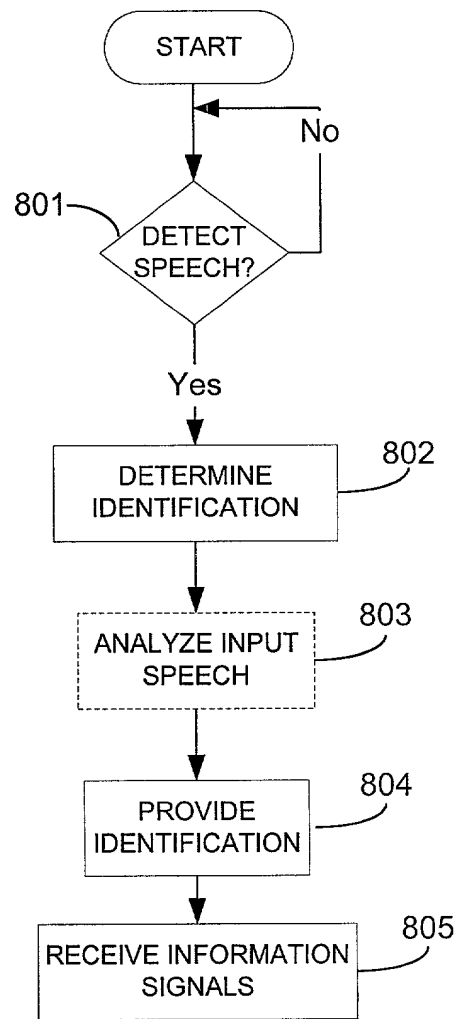 START
No
801
DETECT
SPEECH?
Yes
802
DETERMINE
IDENTIFICATION
803
ANALYZE INPUT
SPEECH
804
PROVIDE
IDENTIFICATION
805
RECEIVE INFORMATION
SIGNALS